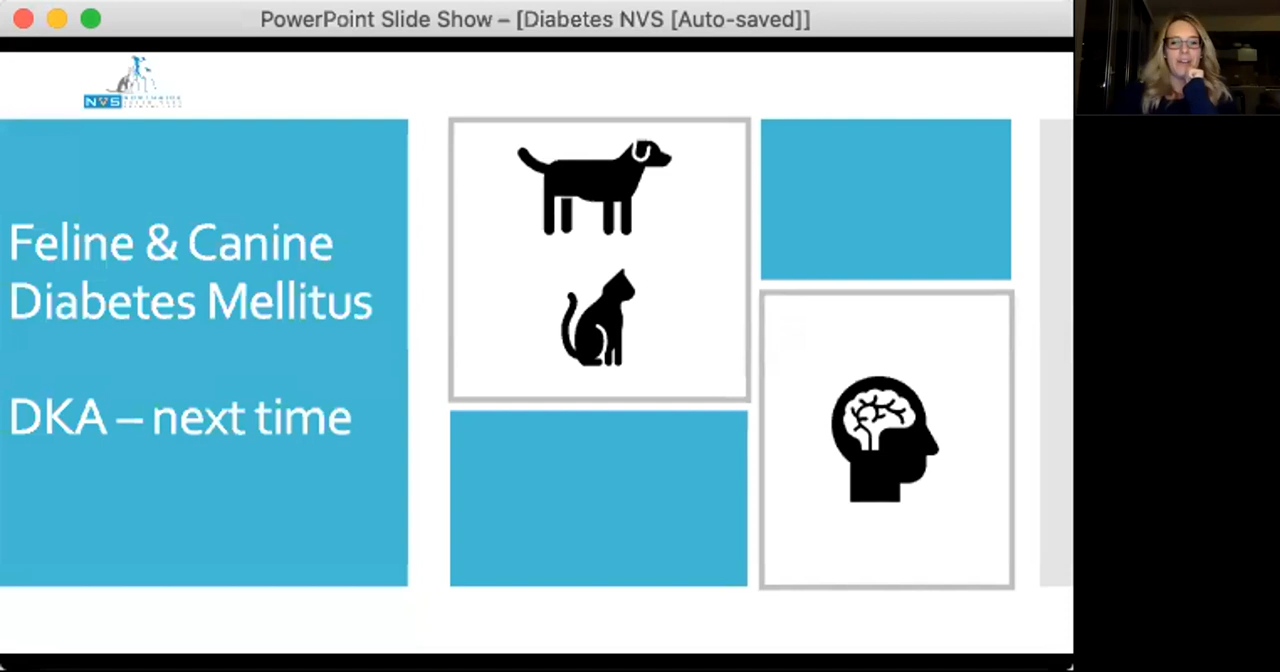 PowerPoint Slide Show – [Diabetes NVS [Auto-saved]]
NVS
Feline & Canine
Diabetes Mellitus
DKA – next time